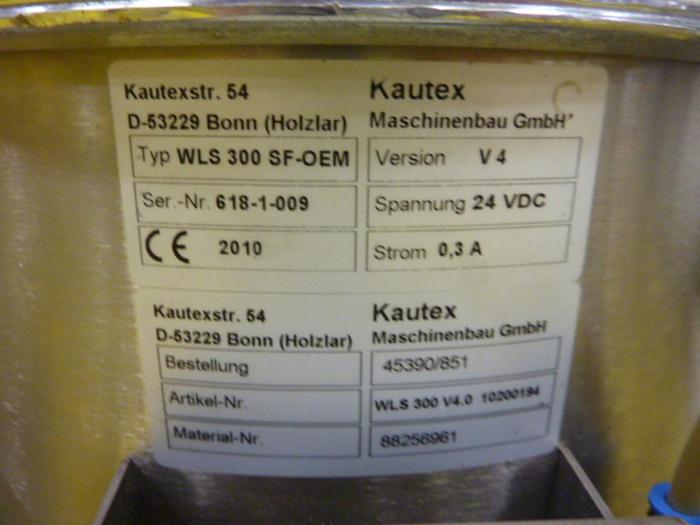 Kautexstr. 54 Kautex
D-53229 Bonn (Holzlar) Maschinenbau GmbH
Typ WLS 300 SF-OEM Version V 4
Ser.-Nr. 618-1-009 Spannung 24 VDC
CE 2010 Strom 0,3 A
Kautexstr. 54 Kautex
D-53229 Bonn (Holzlar) Maschinenbau GmbH
Bestellung 45390/851
Artikel-Nr. WLS 300 V4.0 10200194
Material-Nr. 88256961